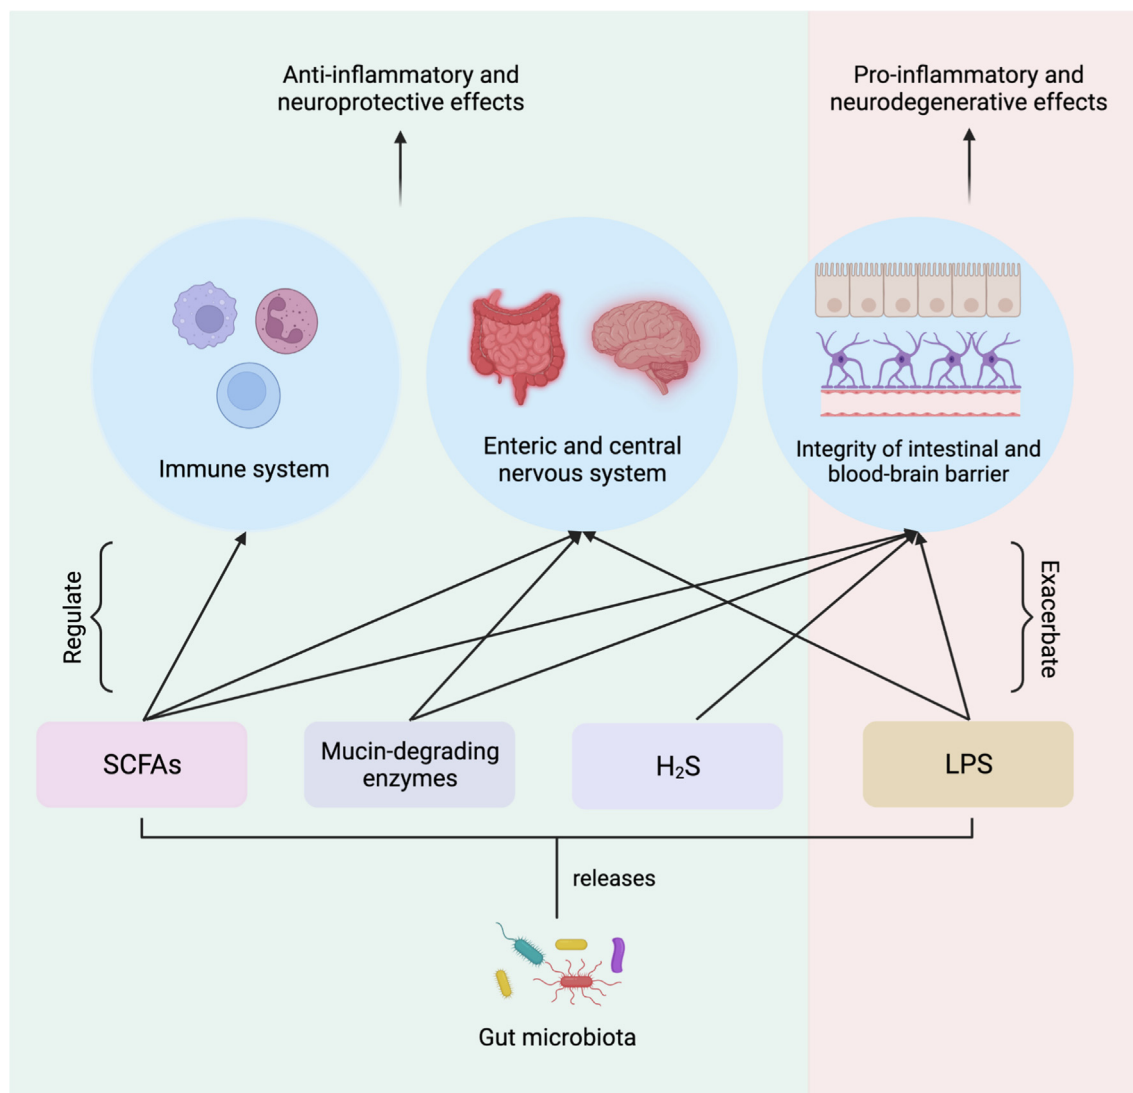 Anti-inflammatory and
neuroprotective effects
Pro-inflammatory and
neurodegenerative effects
Immune system
Enteric and central
nervous system
Integrity of intestinal and
blood-brain barrier
Regulate
Exacerbate
SCFAs
Mucin-degrading
enzymes
H₂S
LPS
releases
Gut microbiota